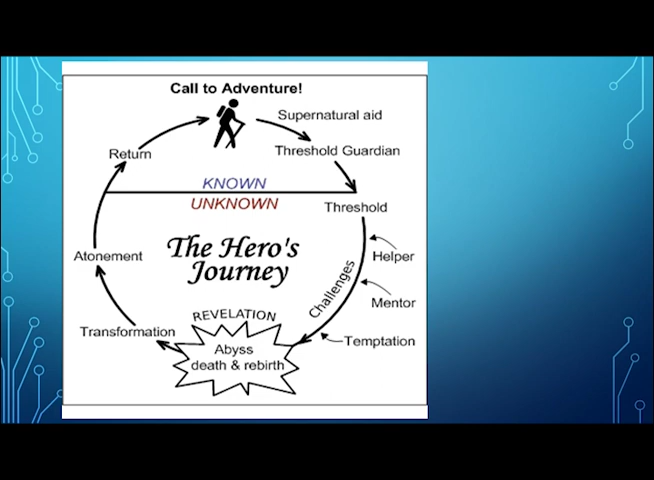 Call to Adventure!
Supernatural aid
Threshold Guardian
Return
KNOWN
UNKNOWN
Threshold
The Hero's
Journey
Atonement
Helper
Challenges
Mentor
REVELATION
Transformation
Temptation
Abyss
death & rebirth